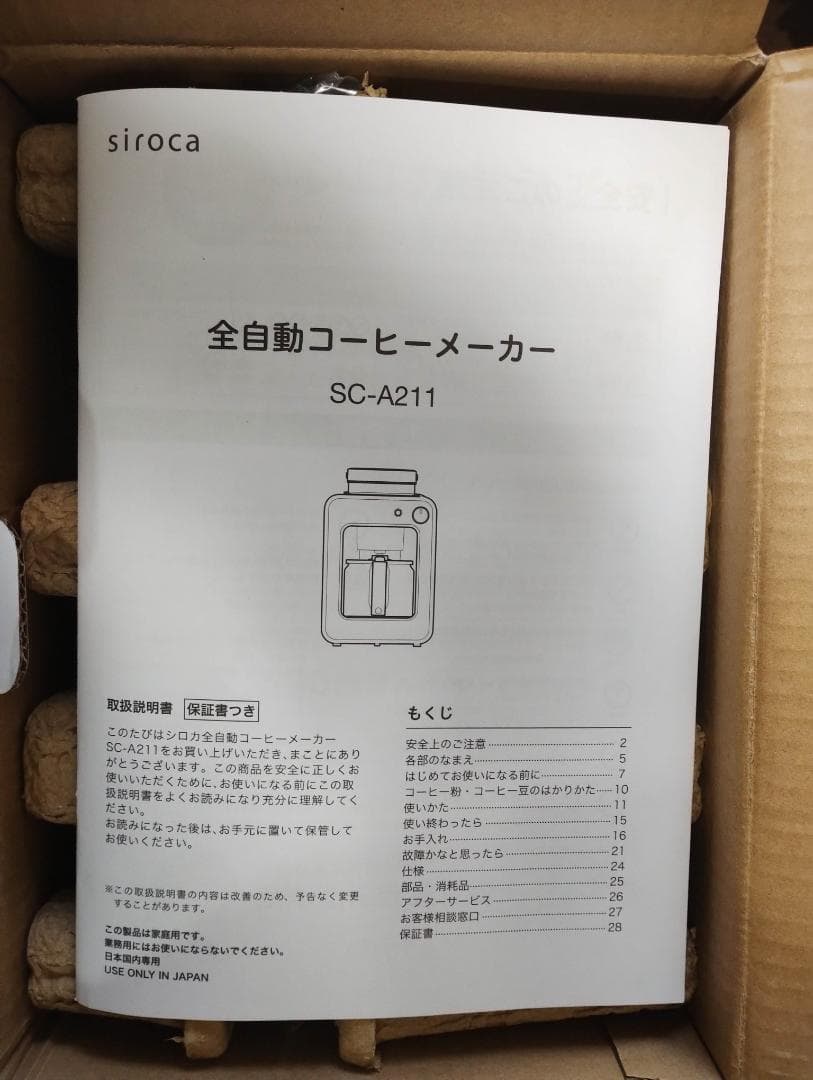 siroca
全自動コーヒーメーカー
SC-A211
取扱説明書 保証書つき
このたびはシロカ全自動コーヒーメーカー
SC-A211をお買い上げいただき、まことにあり
がとうございます。この商品を安全に正しくお
使いいただくために、お使いになる前にこの取
扱説明書をよくお読みになり充分に理解してく
ださい。
お読みになった後は、お手元に置いて保管して
お使いください。
※この取扱説明書の内容は改善のため、予告なく変更
することがあります。
この製品は家庭用です。
業務用にはお使いにならないでください。
日本国内専用
USE ONLY IN JAPAN
もくじ
安全上のご注意 2
各部のなまえ 5
はじめてお使いになる前に 7
コーヒー粉・コーヒー豆のはかりかた 10
使いかた 11
使い終わったら 15
お手入れ 16
故障かなと思ったら 21
仕様 24
部品・消耗品 25
アフターサービス 26
お客様相談窓口 27
保証書 28